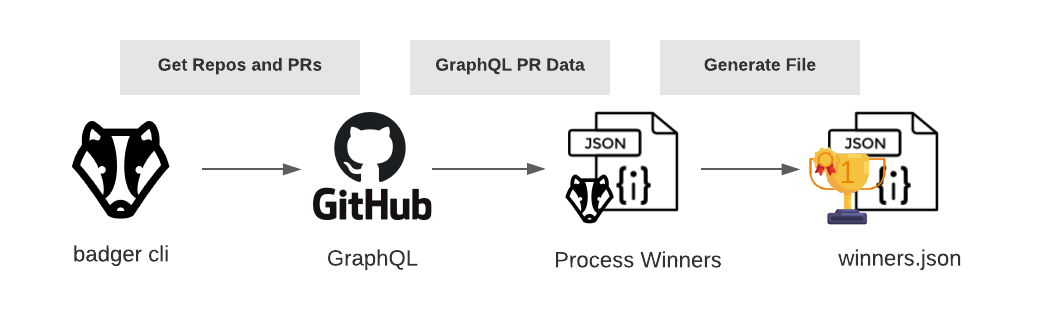 Get Repos and PRs
GraphQL PR Data
Generate File
JSON
{i}
JSON
1
{i}
GitHub
badger cli
GraphQL
Process Winners
winners.json